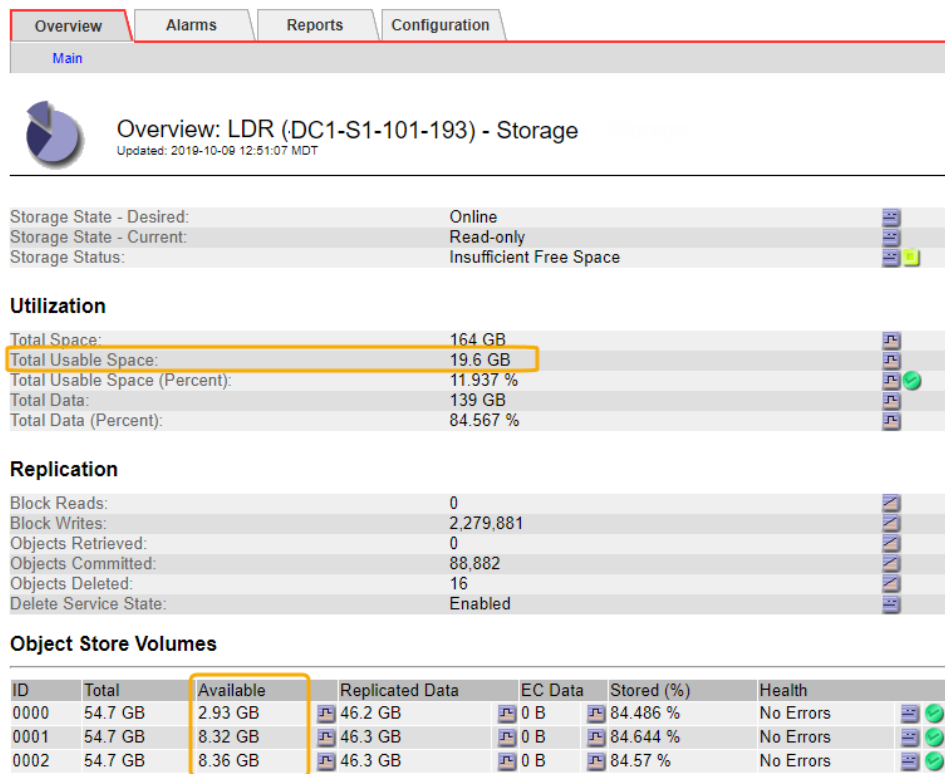 Overview Alarms Reports Configuration
Main
Overview: LDR (DC1-S1-101-193) - Storage
Updated: 2019-10-09 12:51:07 MDT
Storage State - Desired: Online
Storage State - Current: Read-only
Storage Status: Insufficient Free Space
Utilization
Total Space: 164 GB
Total Usable Space: 19.6 GB
Total Usable Space (Percent): 11.937 %
Total Data: 139 GB
Total Data (Percent): 84.567 %
Replication
Block Reads: 0
Block Writes: 2,279,881
Objects Retrieved: 0
Objects Committed: 88,882
Objects Deleted: 16
Delete Service State: Enabled
Object Store Volumes
ID Total Available Replicated Data EC Data Stored (%) Health
0000 54.7 GB 2.93 GB 46.2 GB 0 B 84.486 % No Errors
0001 54.7 GB 8.32 GB 46.3 GB 0 B 84.644 % No Errors
0002 54.7 GB 8.36 GB 46.3 GB 0 B 84.57 % No Errors